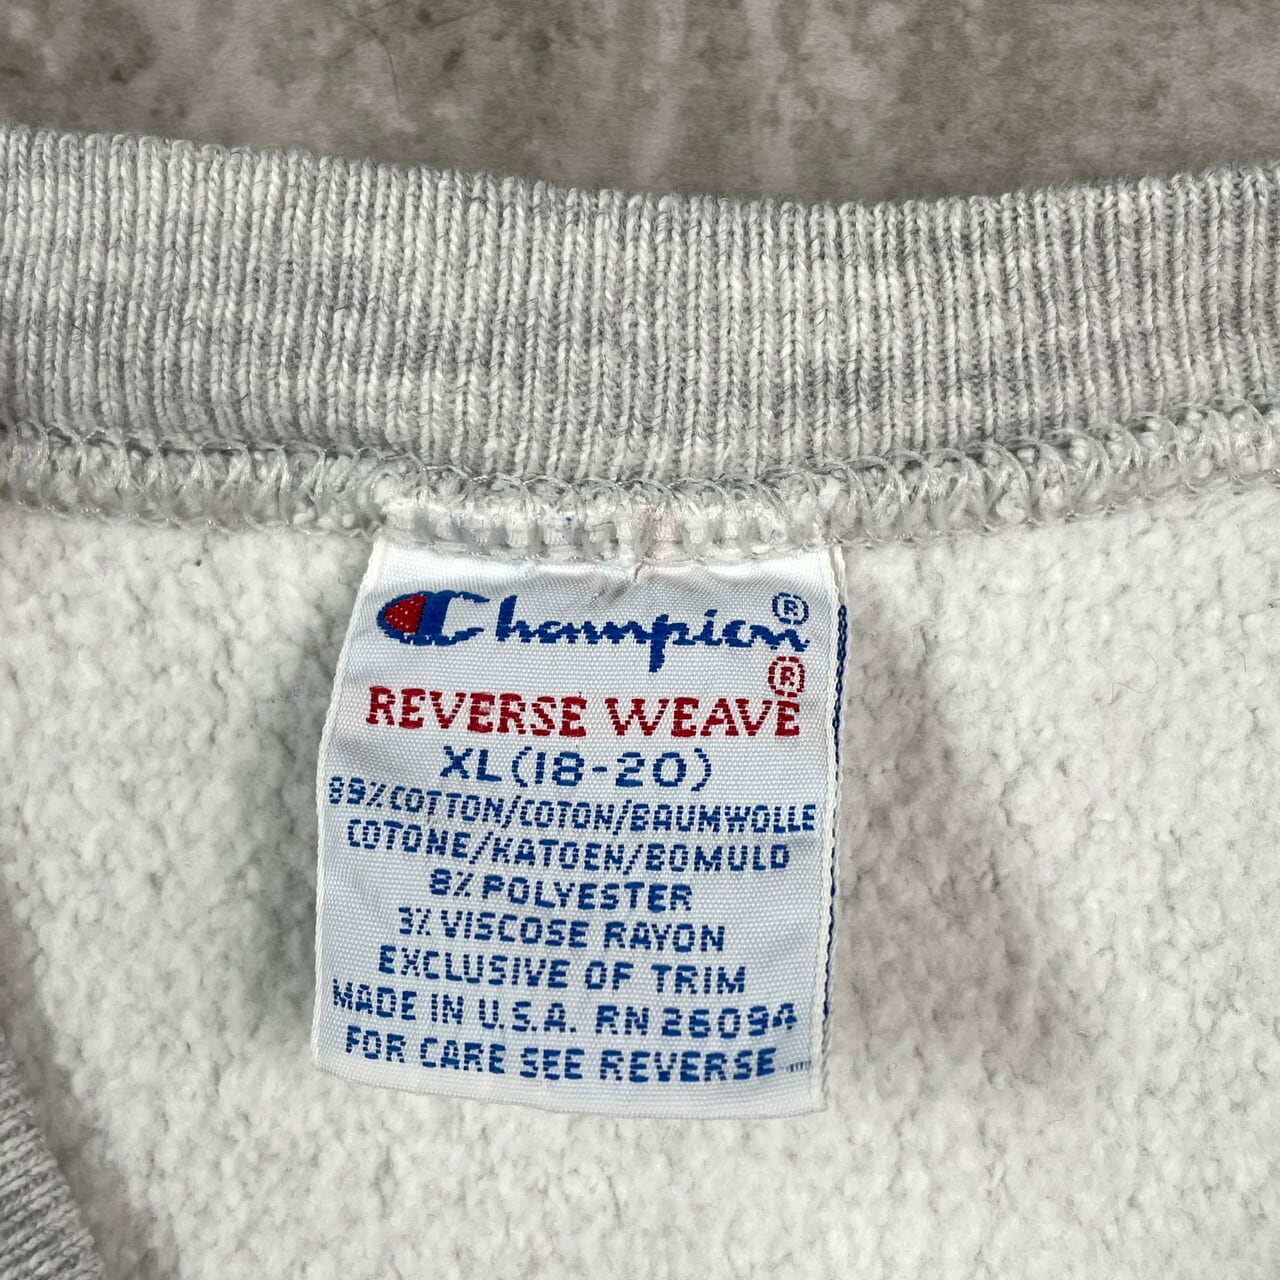 Champion®
REVERSE WEAVE®
XL(18-20)
89% COTTON/COTON/BAUMWOLLE
COTONE/KATOEN/BOMULD
8% POLYESTER
3% VISCOSE RAYON
EXCLUSIVE OF TRIM
MADE IN U.S.A. RN 26094
FOR CARE SEE REVERSE